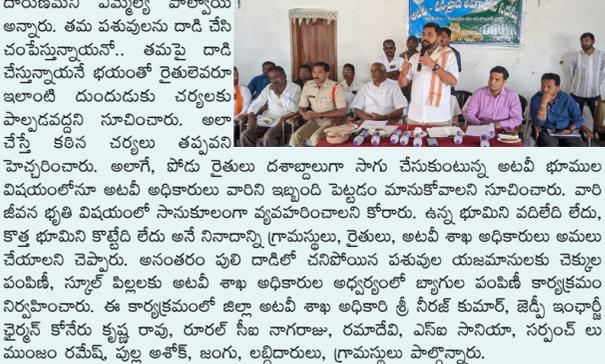 దారుణమని ఎమ్మెల్యే పాల్వాయి
అన్నారు. తమ పశువులను దాడి చేసి
చంపేస్తున్నాయనో.. తమపై దాడి
చేస్తున్నాయనే భయంతో రైతులెవరూ
ఇలాంటి దుందుడుకు చర్యలకు
పాల్పడవద్దని సూచించారు. అలా
చేస్తే కఠిన చర్యలు తప్పవని
హెచ్చరించారు. అలాగే, పోడు రైతులు దశాబ్దాలుగా సాగు చేసుకుంటున్న అటవీ భూముల
విషయంలోనూ అటవీ అధికారులు వారిని ఇబ్బంది పెట్టడం మానుకోవాలని సూచించారు. వారి
జీవన భృతి విషయంలో సానుకూలంగా వ్యవహరించాలని కోరారు. ఉన్న భూమిని వదిలేది లేదు,
కొత్త భూమిని కొట్టేది లేదు అనే నినాదాన్ని గ్రామస్థులు, రైతులు, అటవీ శాఖ అధికారులు అమలు
చేయాలని చెప్పారు. అనంతరం పులి దాడిలో చనిపోయిన పశువుల యజమానులకు చెక్కుల
పంపిణీ, స్కూల్ పిల్లలకు అటవీ శాఖ అధికారుల అధ్వర్యంలో బ్యాగుల పంపిణీ కార్యక్రమం
నిర్వహించారు. ఈ కార్యక్రమంలో జిల్లా అటవీ శాఖ అధికారి శ్రీ నీరజ్ కుమార్, జెడ్పీ ఇంఛార్జీ
ఛైర్మన్ కోనేరు కృష్ణ రావు, రూరల్ సీఐ నాగరాజు, రమాదేవి, ఎస్ఐ సానియా, సర్పంచ్ లు
ముంజం రమేష్, పుల్ల అశోక్, జంగు, లబ్ధిదారులు, గ్రామస్థులు పాల్గొన్నారు.